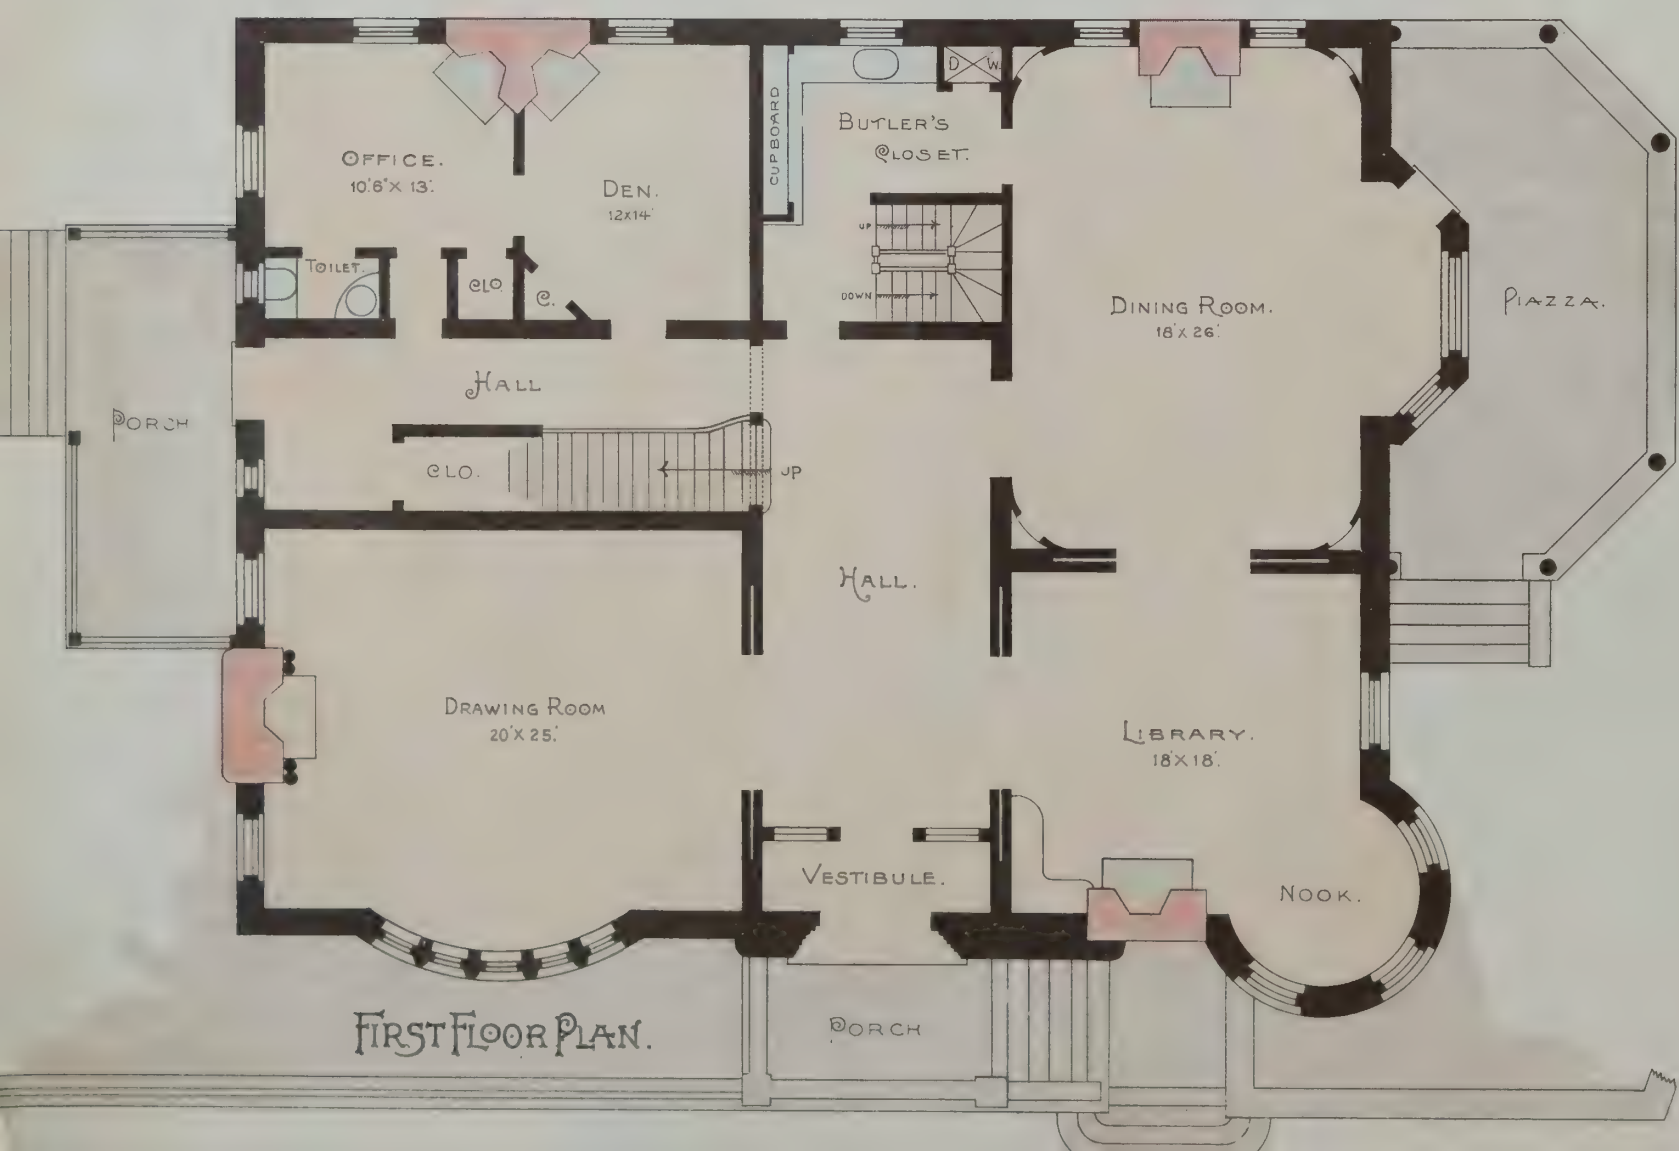 OFFICE.
10'6" X 13'.
DEN.
12X14'
CUPBOARD
BUTLER'S
CLOSET.
D W.
TOILET.
CLO
C.
UP
DOWN
DINING ROOM.
18' X 26'.
PIAZZA.
PORCH
HALL
CLO.
UP
HALL.
DRAWING ROOM
20' X 25'.
LIBRARY.
18' X 18'.
VESTIBULE.
NOOK.
PORCH
FIRST FLOOR PLAN.